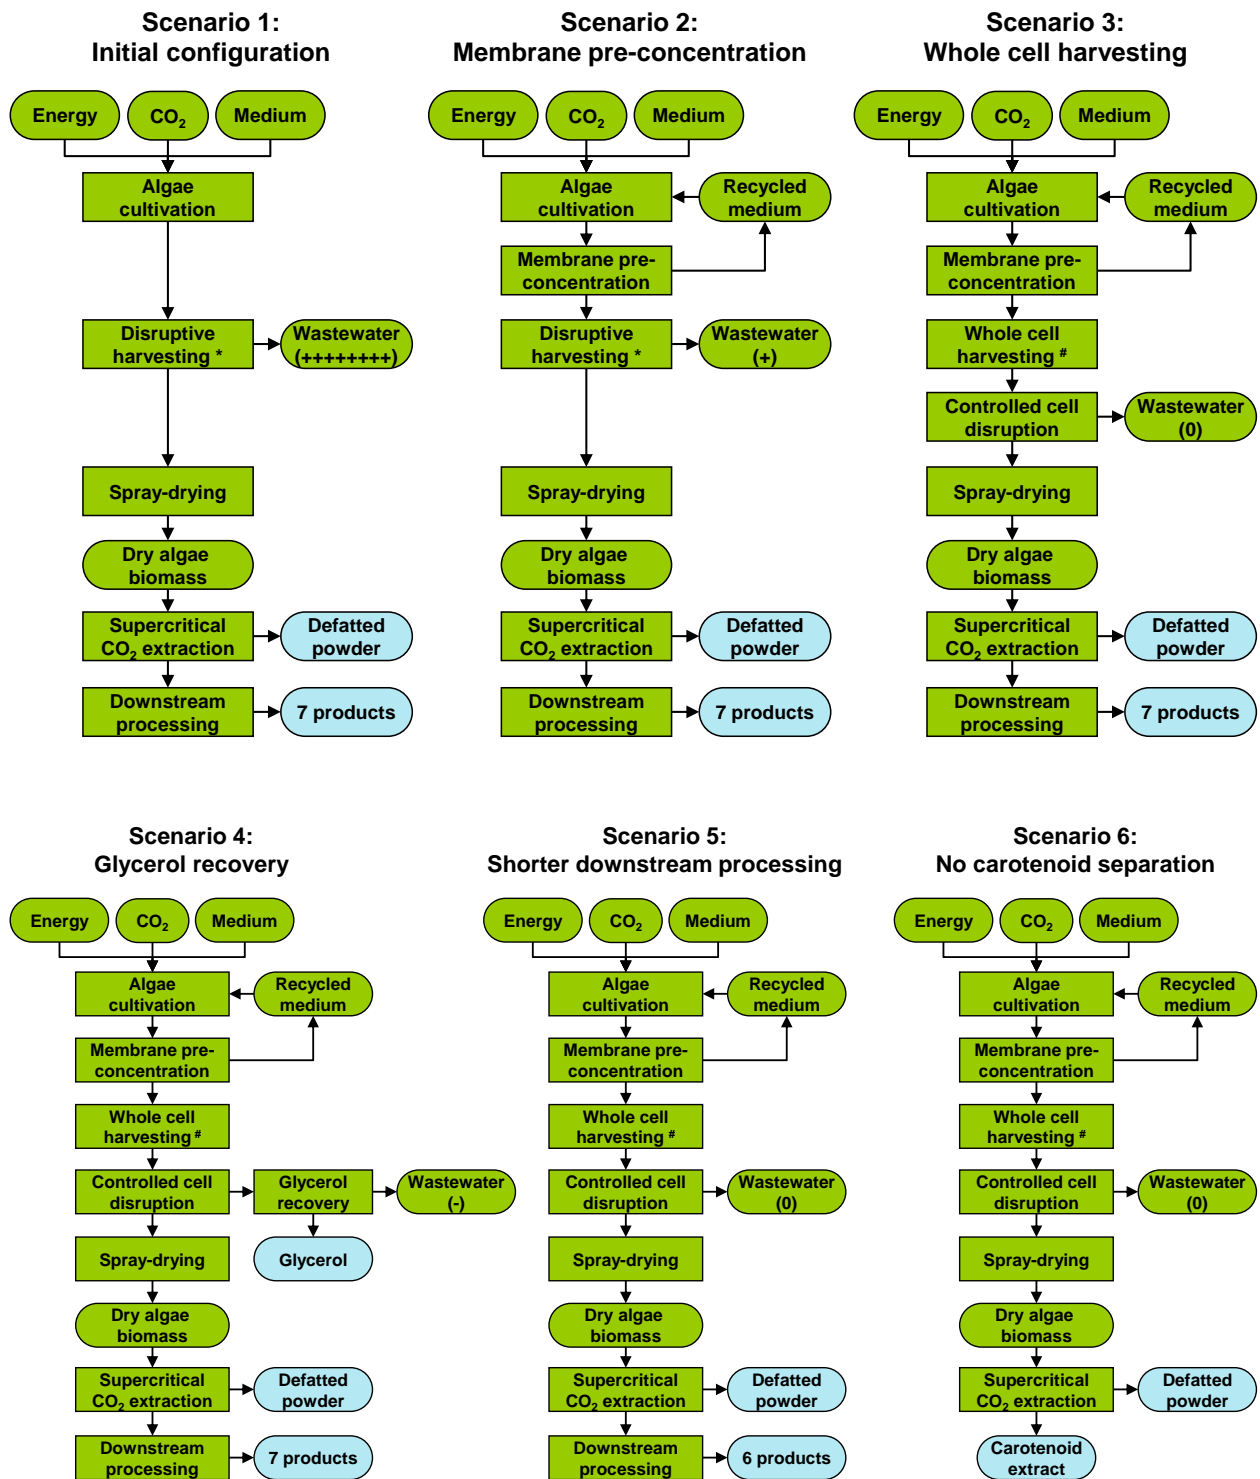 Scenario 1:
Initial configuration
Energy
CO₂
Medium
Algae
cultivation
Disruptive
harvesting *
Wastewater
(++++++++)
Spray-drying
Dry algae
biomass
Supercritical
CO₂ extraction
Defatted
powder
Downstream
processing
7 products
Scenario 2:
Membrane pre-concentration
Energy
CO₂
Medium
Algae
cultivation
Recycled
medium
Membrane pre-
concentration
Disruptive
harvesting *
Wastewater
(+)
Spray-drying
Dry algae
biomass
Supercritical
CO₂ extraction
Defatted
powder
Downstream
processing
7 products
Scenario 3:
Whole cell harvesting
Energy
CO₂
Medium
Algae
cultivation
Recycled
medium
Membrane pre-
concentration
Whole cell
harvesting #
Controlled cell
disruption
Wastewater
(0)
Spray-drying
Dry algae
biomass
Supercritical
CO₂ extraction
Defatted
powder
Downstream
processing
7 products
Scenario 4:
Glycerol recovery
Energy
CO₂
Medium
Algae
cultivation
Recycled
medium
Membrane pre-
concentration
Whole cell
harvesting #
Controlled cell
disruption
Glycerol
recovery
Wastewater
(-)
Glycerol
Spray-drying
Dry algae
biomass
Supercritical
CO₂ extraction
Defatted
powder
Downstream
processing
7 products
Scenario 5:
Shorter downstream processing
Energy
CO₂
Medium
Algae
cultivation
Recycled
medium
Membrane pre-
concentration
Whole cell
harvesting #
Controlled cell
disruption
Wastewater
(0)
Spray-drying
Dry algae
biomass
Supercritical
CO₂ extraction
Defatted
powder
Downstream
processing
6 products
Scenario 6:
No carotenoid separation
Energy
CO₂
Medium
Algae
cultivation
Recycled
medium
Membrane pre-
concentration
Whole cell
harvesting #
Controlled cell
disruption
Wastewater
(0)
Spray-drying
Dry algae
biomass
Supercritical
CO₂ extraction
Defatted
powder
Carotenoid
extract